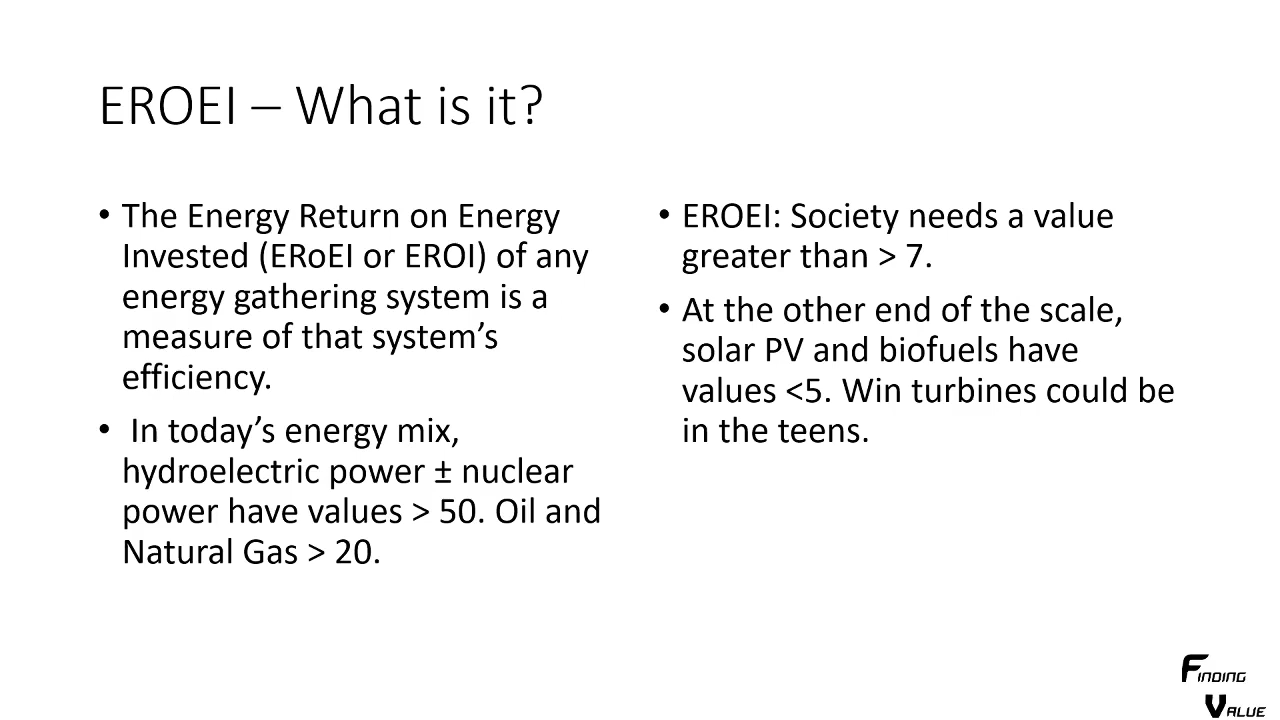 EROEI – What is it?
• The Energy Return on Energy
Invested (ERoEI or EROI) of any
energy gathering system is a
measure of that system’s
efficiency.
• In today’s energy mix,
hydroelectric power ± nuclear
power have values > 50. Oil and
Natural Gas > 20.
• EROEI: Society needs a value
greater than > 7.
• At the other end of the scale,
solar PV and biofuels have
values <5. Win turbines could be
in the teens.
Finding
Value